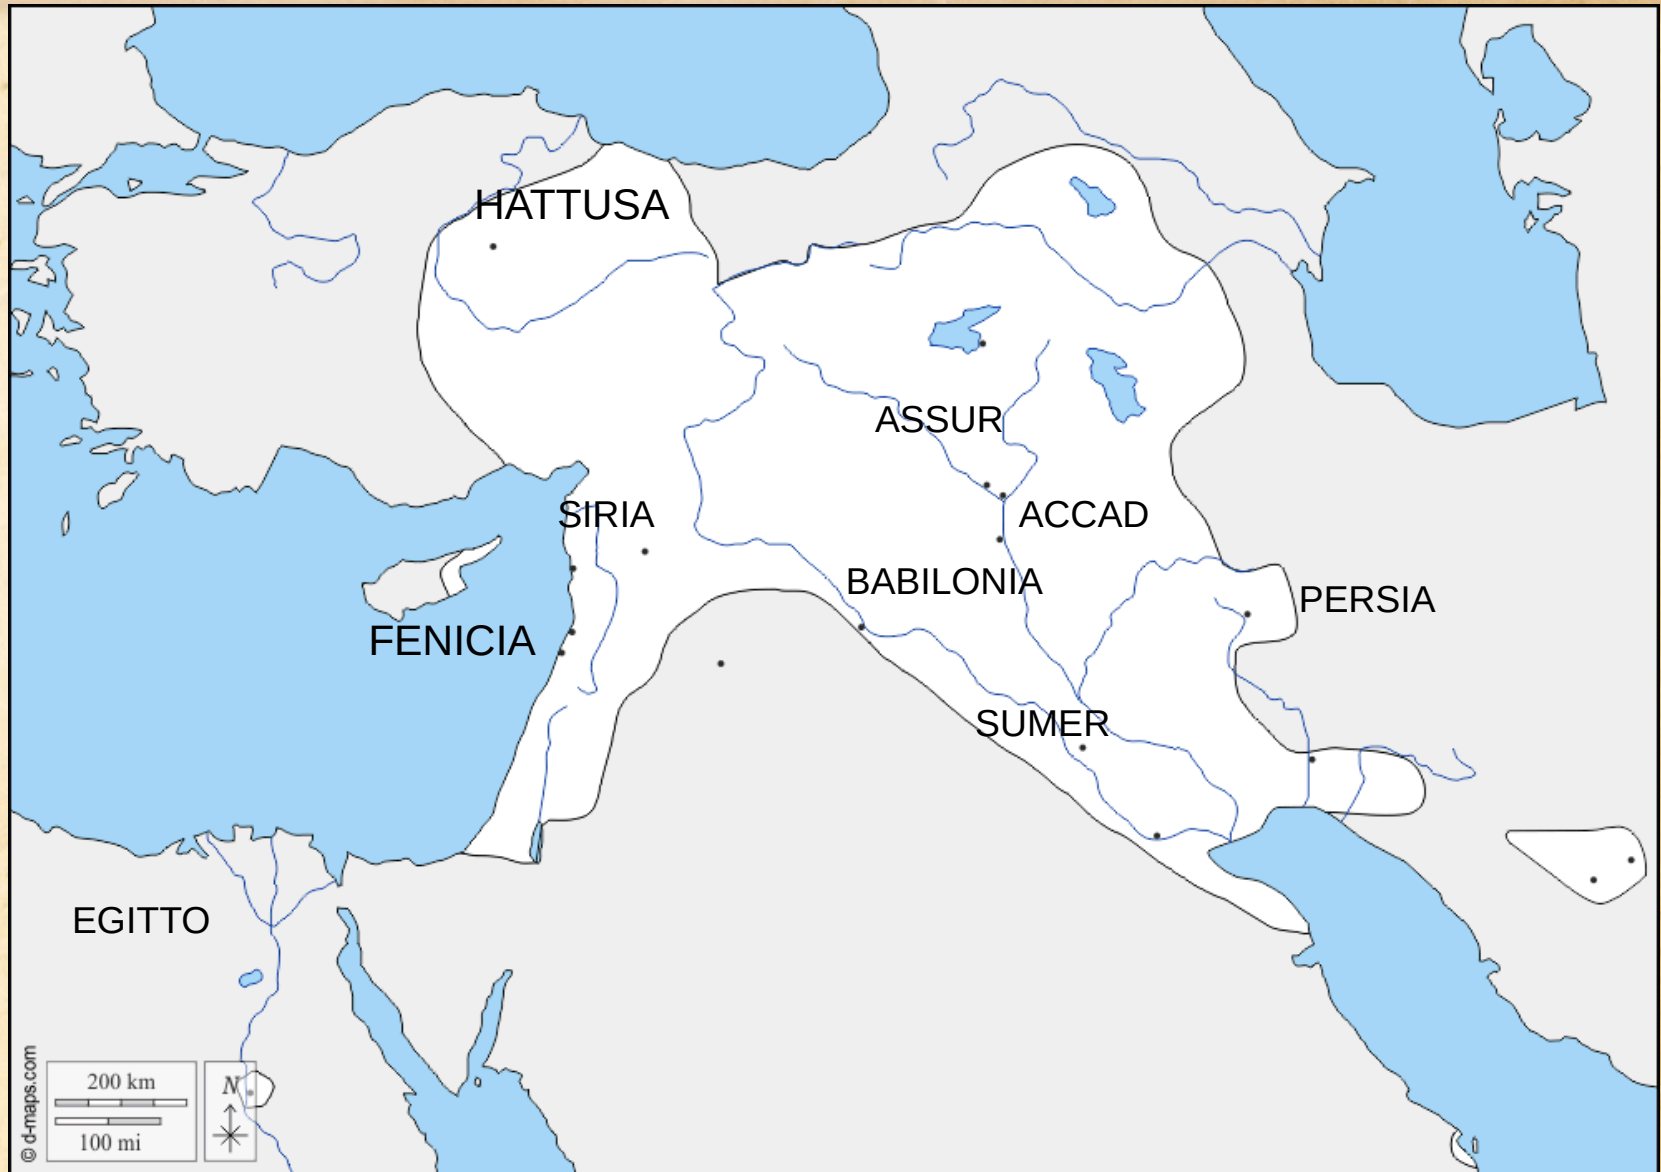 HATTUSA
ASSUR
SIRIA
ACCAD
BABILONIA
PERSIA
FENICIA
SUMER
EGITTO
© d-maps.com
200 km
100 mi
N